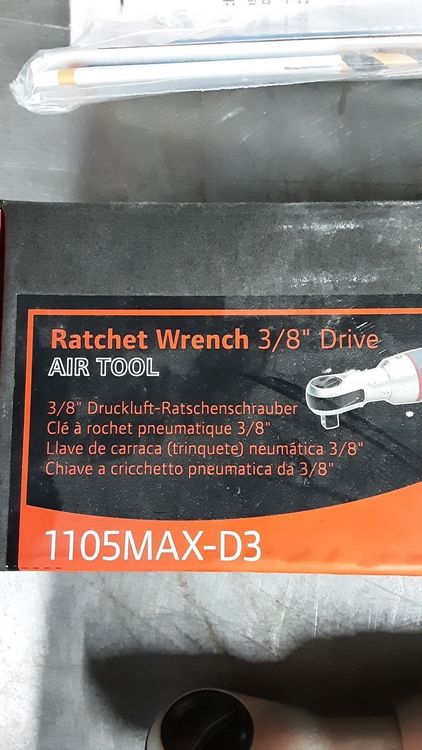 Ratchet Wrench 3/8" Drive
AIR TOOL
3/8" Druckluft-Ratschenschrauber
Clé à rochet pneumatique 3/8"
Llave de carraca (trinquete) neumática 3/8"
Chiave a cricchetto pneumatica da 3/8"
1105MAX-D3